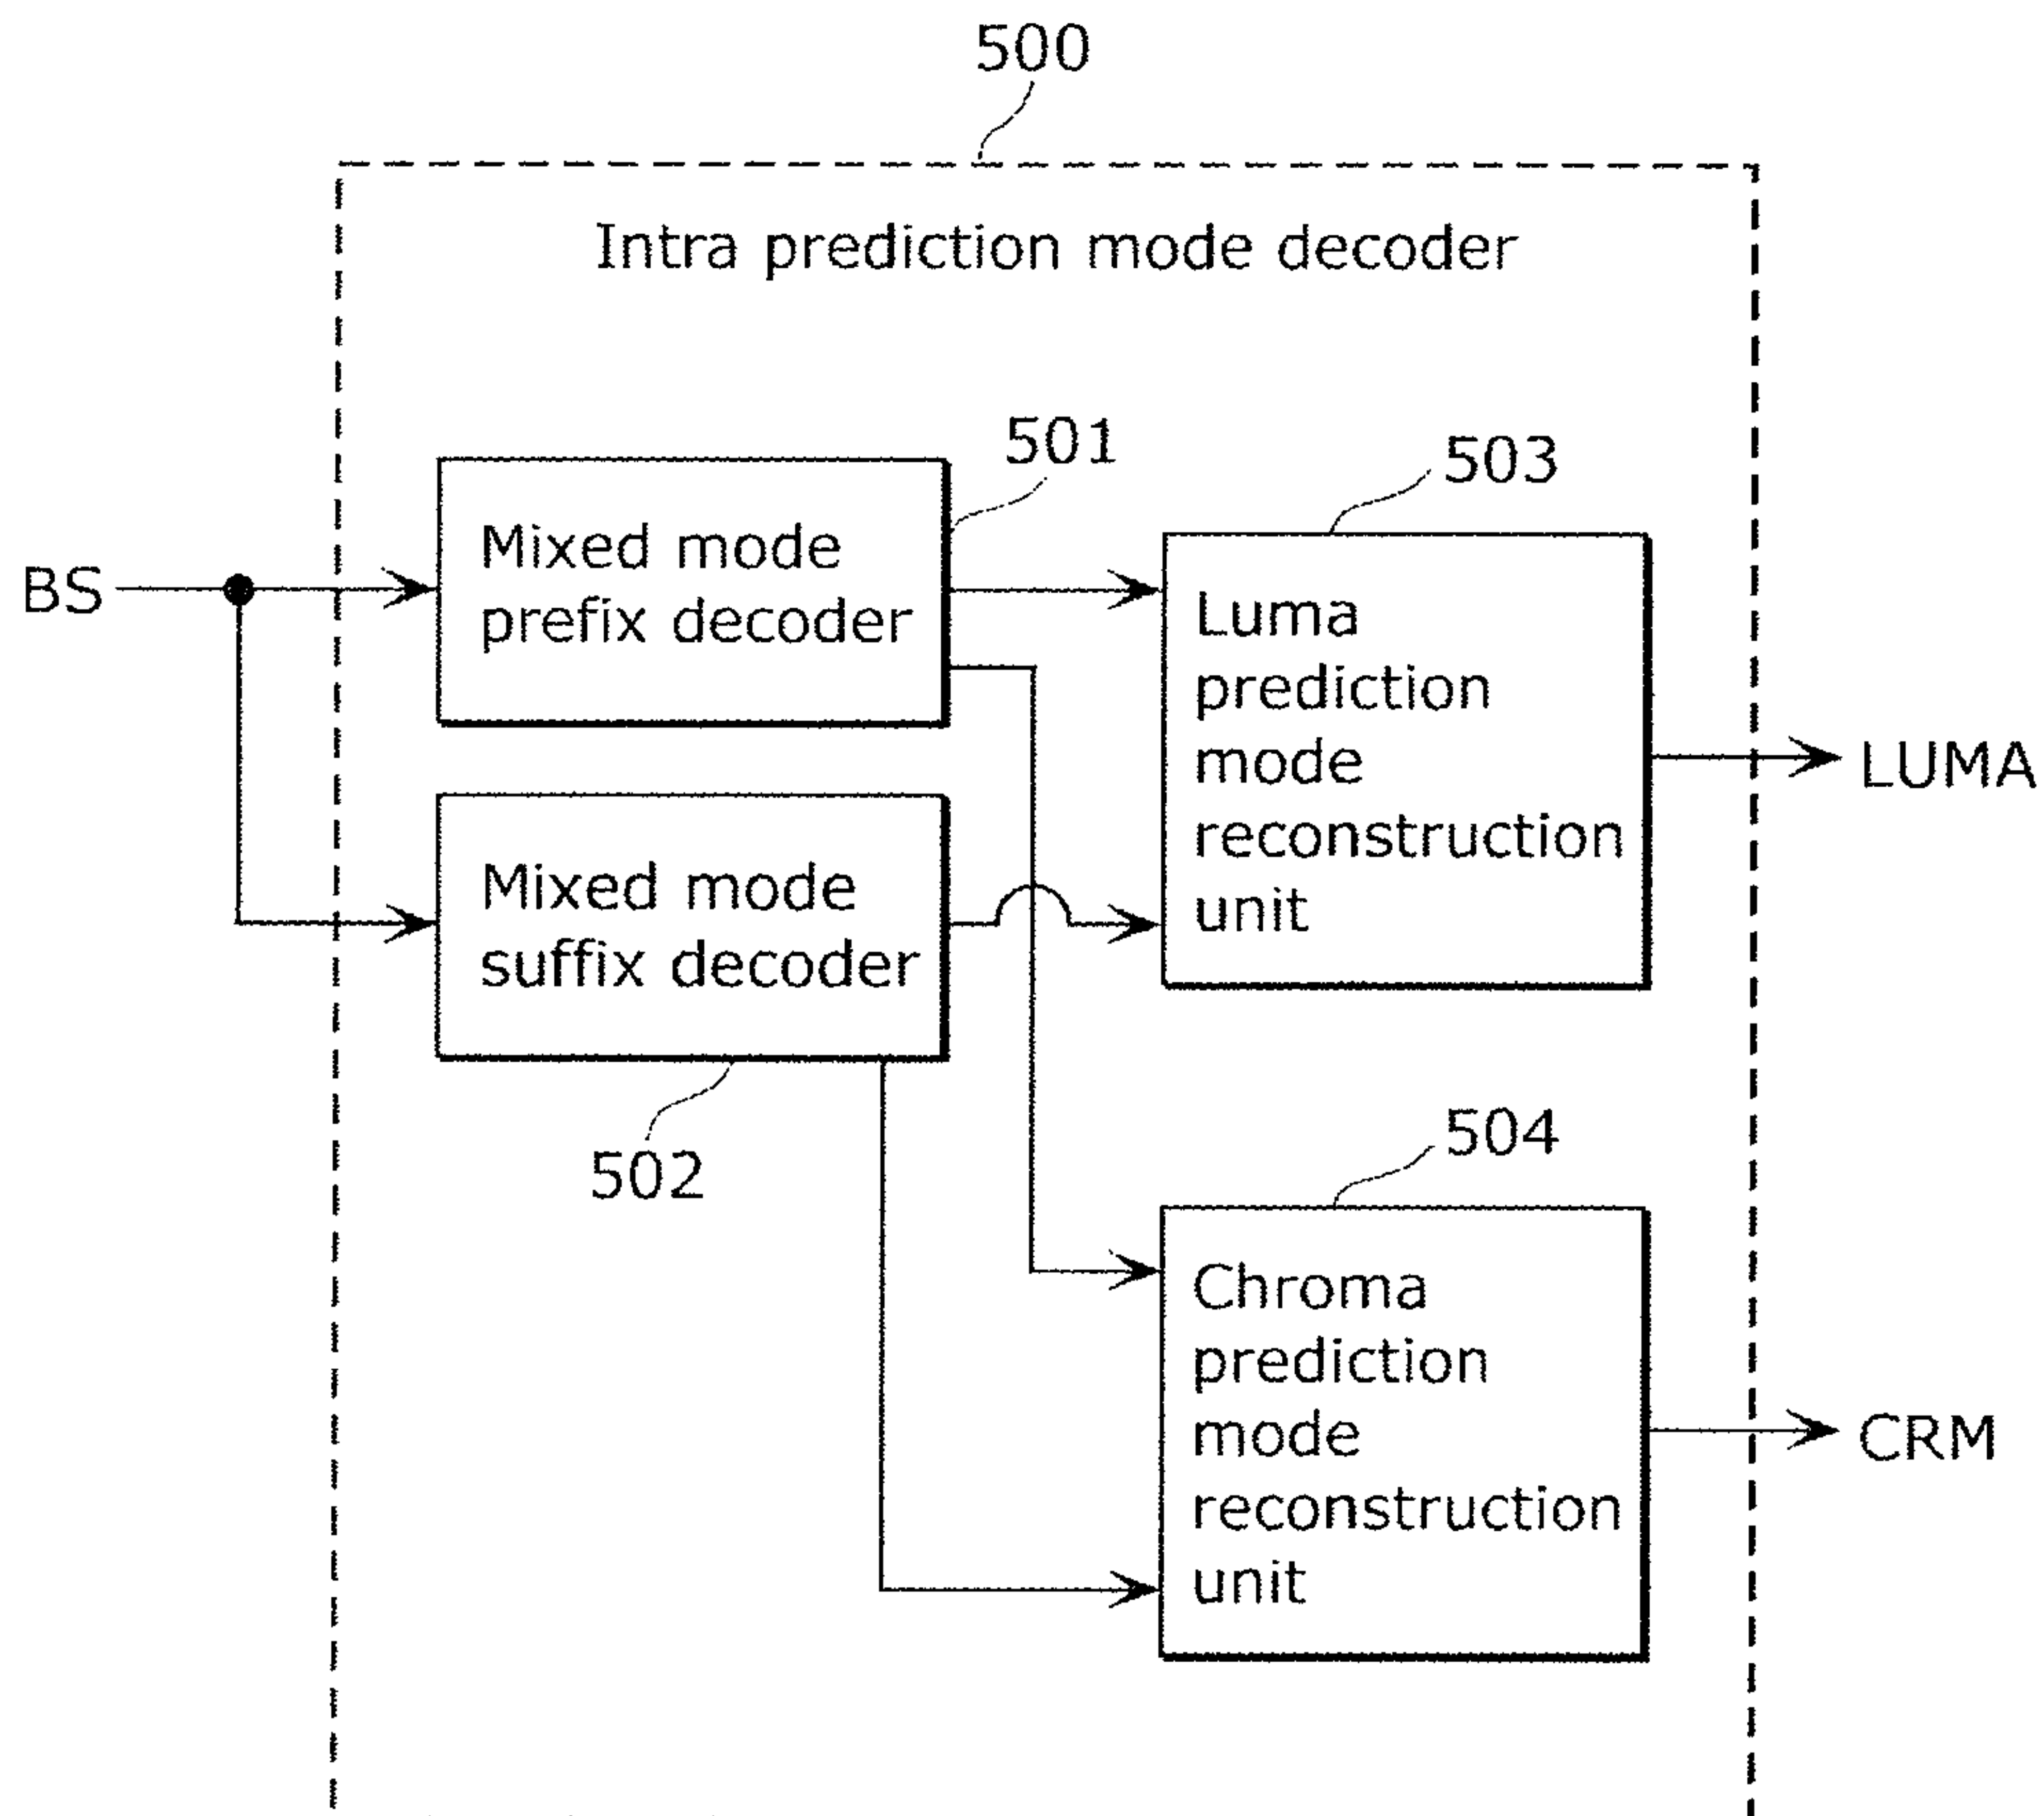 500
Intra prediction mode decoder
501
503
Mixed mode
prefix decoder
BS
Luma
prediction
mode
reconstruction
unit
LUMA
Mixed mode
suffix decoder
502
504
Chroma
prediction
mode
reconstruction
unit
CRM